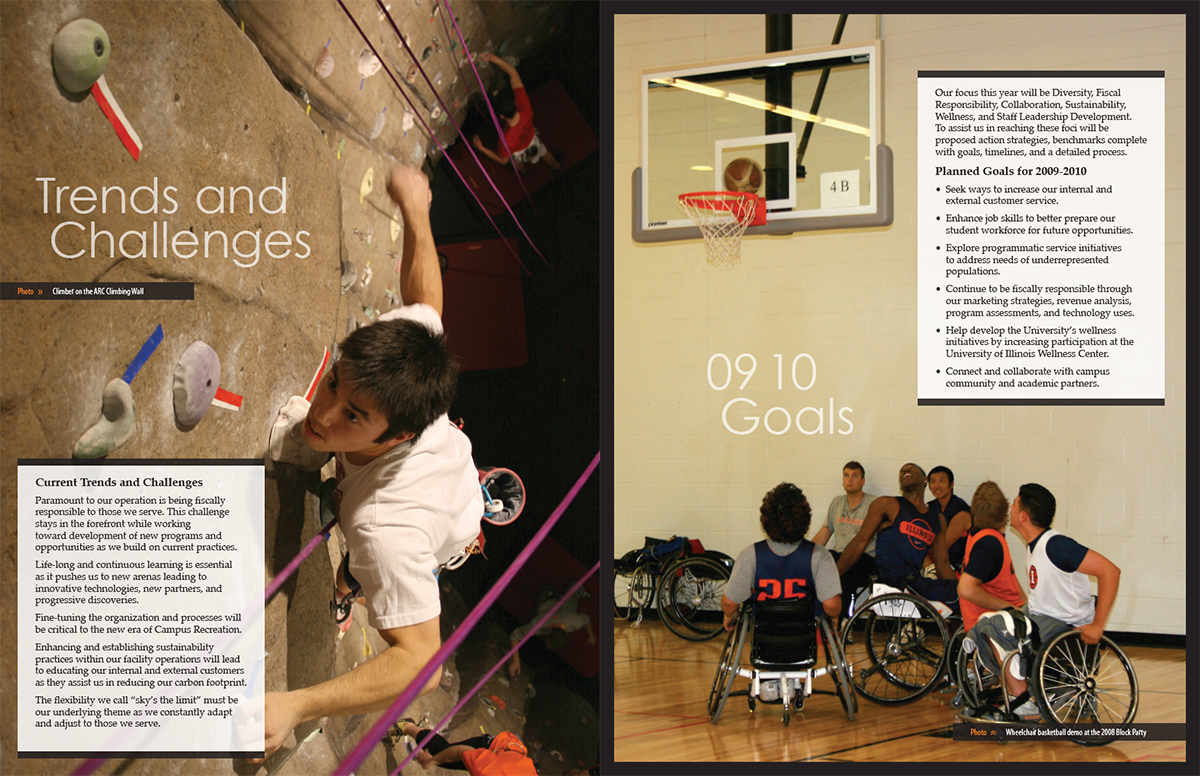 Trends and
Challenges
Photo » Climber on the ARC Climbing Wall
Current Trends and Challenges
Paramount to our operation is being fiscally
responsible to those we serve. This challenge
stays in the forefront while working
toward development of new programs and
opportunities as we build on current practices.
Life-long and continuous learning is essential
as it pushes us to new arenas leading to
innovative technologies, new partners, and
progressive discoveries.
Fine-tuning the organization and processes will
be critical to the new era of Campus Recreation.
Enhancing and establishing sustainability
practices within our facility operations will lead
to educating our internal and external customers
as they assist us in reducing our carbon footprint.
The flexibility we call “sky’s the limit” must be
our underlying theme as we constantly adapt
and adjust to those we serve.
Our focus this year will be Diversity, Fiscal
Responsibility, Collaboration, Sustainability,
Wellness, and Staff Leadership Development.
To assist us in reaching these foci will be
proposed action strategies, benchmarks complete
with goals, timelines, and a detailed process.
Planned Goals for 2009-2010
• Seek ways to increase our internal and
external customer service.
• Enhance job skills to better prepare our
student workforce for future opportunities.
• Explore programmatic service initiatives
to address needs of underrepresented
populations.
• Continue to be fiscally responsible through
our marketing strategies, revenue analysis,
program assessments, and technology uses.
• Help develop the University’s wellness
initiatives by increasing participation at the
University of Illinois Wellness Center.
• Connect and collaborate with campus
community and academic partners.
4 B
09 10
Goals
ILLINOIS
25
I
Photo Wheelchair basketball demo at the 2008 Block Party